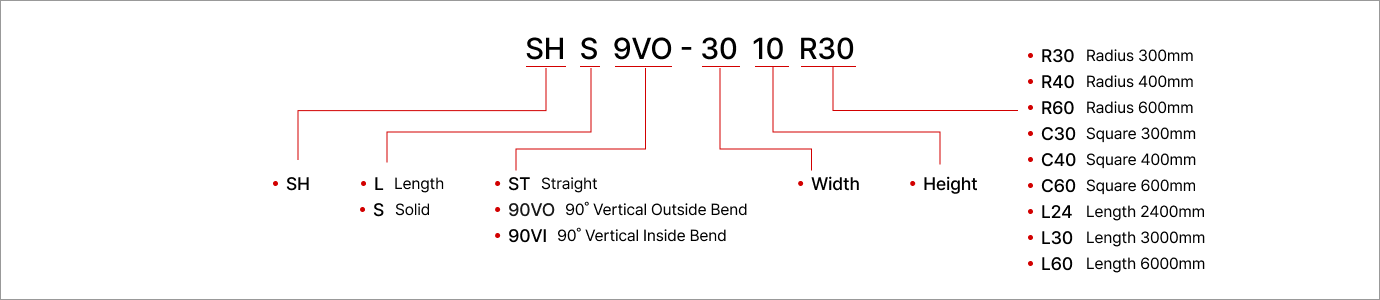 SH S 9VO - 30 10 R30
• SH
• L Length
• S Solid
• ST Straight
• 90VO 90˚ Vertical Outside Bend
• 90VI 90˚ Vertical Inside Bend
• Width
• Height
• R30 Radius 300mm
• R40 Radius 400mm
• R60 Radius 600mm
• C30 Square 300mm
• C40 Square 400mm
• C60 Square 600mm
• L24 Length 2400mm
• L30 Length 3000mm
• L60 Length 6000mm